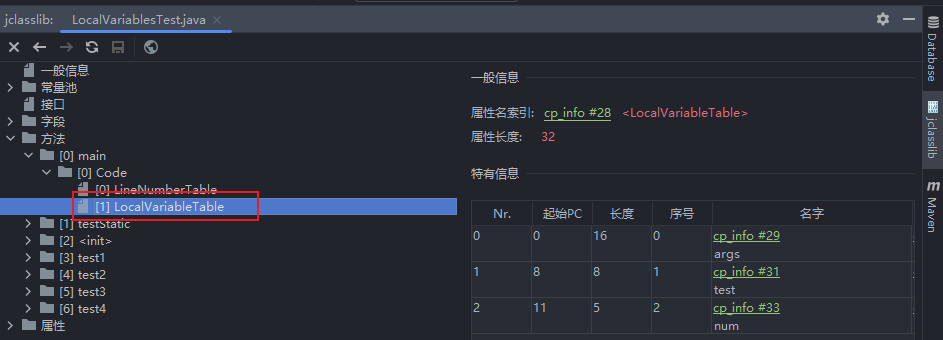 jclasslib: LocalVariablesTest.java
一般信息
常量池
接口
字段
方法
[0] main
[0] Code
[0] LineNumberTable
[1] LocalVariableTable
[1] testStatic
[2] <init>
[3] test1
[4] test2
[5] test3
[6] test4
属性
一般信息
属性名索引: cp_info #28 <LocalVariableTable>
属性长度: 32
特有信息
Nr. 起始PC 长度 序号 名字
0 0 16 0 cp_info #29
args
1 8 8 1 cp_info #31
test
2 11 5 2 cp_info #33
num
Database
jclasslib
m Maven